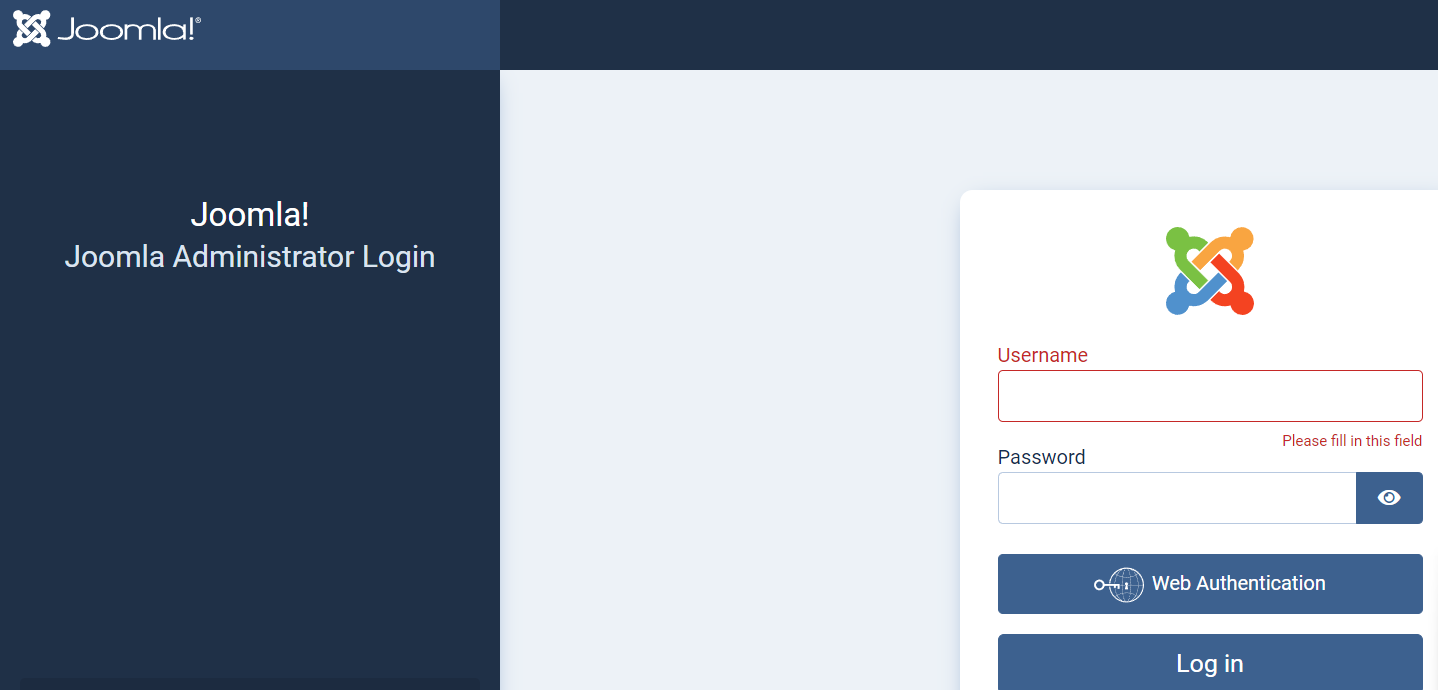 Joomla!®
Joomla!
Joomla Administrator Login
Username
Please fill in this field
Password
Web Authentication
Log in